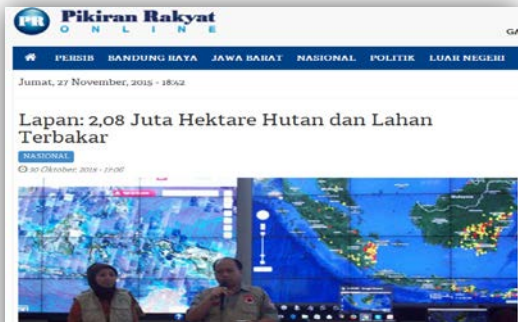 PR
Pikiran Rakyat
ONLINE
GA
PERSIB BANDUNG RAYA JAWA BARAT NASIONAL POLITIK LUAR NEGERI
Jumat, 27 November, 2015 - 18:42
Lapan: 2,08 Juta Hektare Hutan dan Lahan
Terbakar
NASIONAL
30 Oktober, 2015 - 17:06